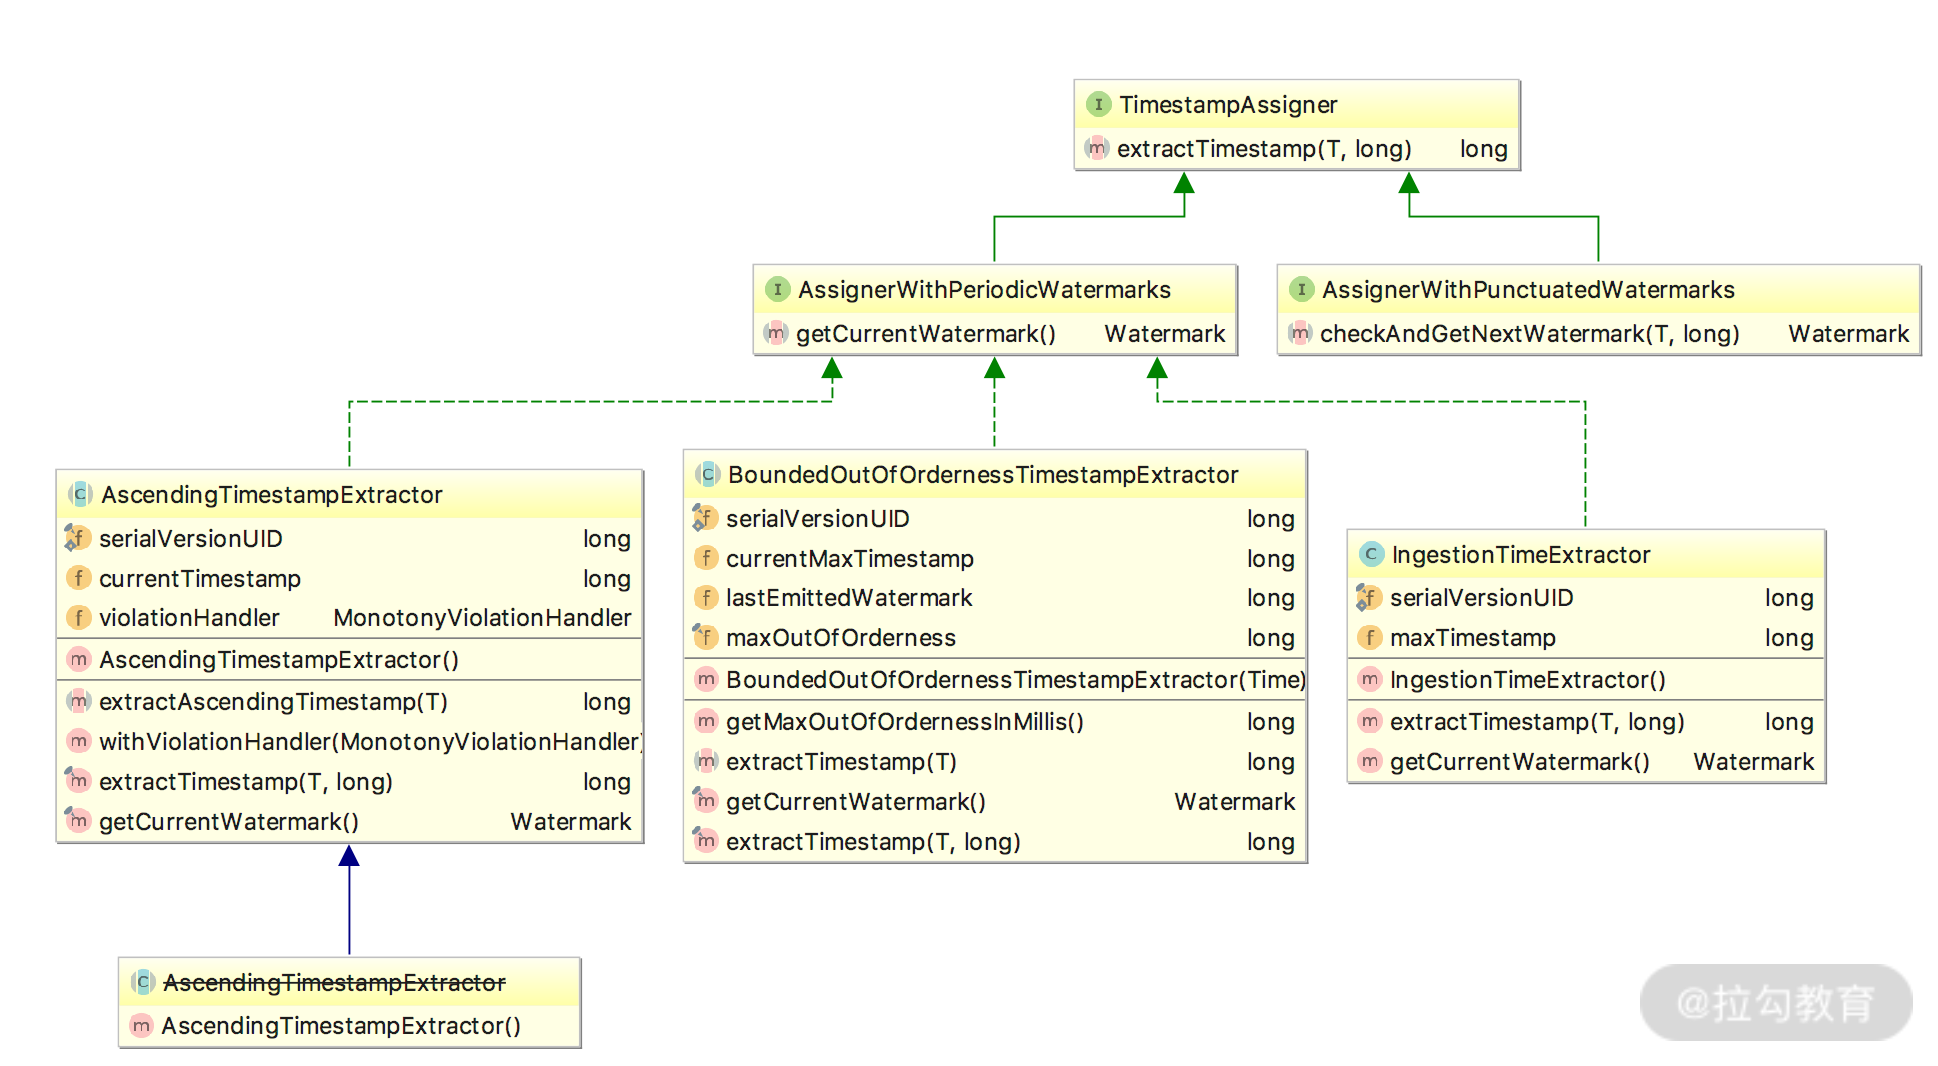 TimestampAssigner
extractTimestamp(T, long) long
AssignerWithPeriodicWatermarks
getCurrentWatermark() Watermark
AssignerWithPunctuatedWatermarks
checkAndGetNextWatermark(T, long) Watermark
AscendingTimestampExtractor
serialVersionUID long
currentTimestamp long
violationHandler MonotonyViolationHandler
AscendingTimestampExtractor()
extractAscendingTimestamp(T) long
withViolationHandler(MonotonyViolationHandler)
extractTimestamp(T, long) long
getCurrentWatermark() Watermark
BoundedOutOfOrdernessTimestampExtractor
serialVersionUID long
currentMaxTimestamp long
lastEmittedWatermark long
maxOutOfOrderness long
BoundedOutOfOrdernessTimestampExtractor(Time)
getMaxOutOfOrdernessInMillis() long
extractTimestamp(T) long
getCurrentWatermark() Watermark
extractTimestamp(T, long) long
IngestionTimeExtractor
serialVersionUID long
maxTimestamp long
IngestionTimeExtractor()
extractTimestamp(T, long) long
getCurrentWatermark() Watermark
AscendingTimestampExtractor
AscendingTimestampExtractor()
@拉勾教育